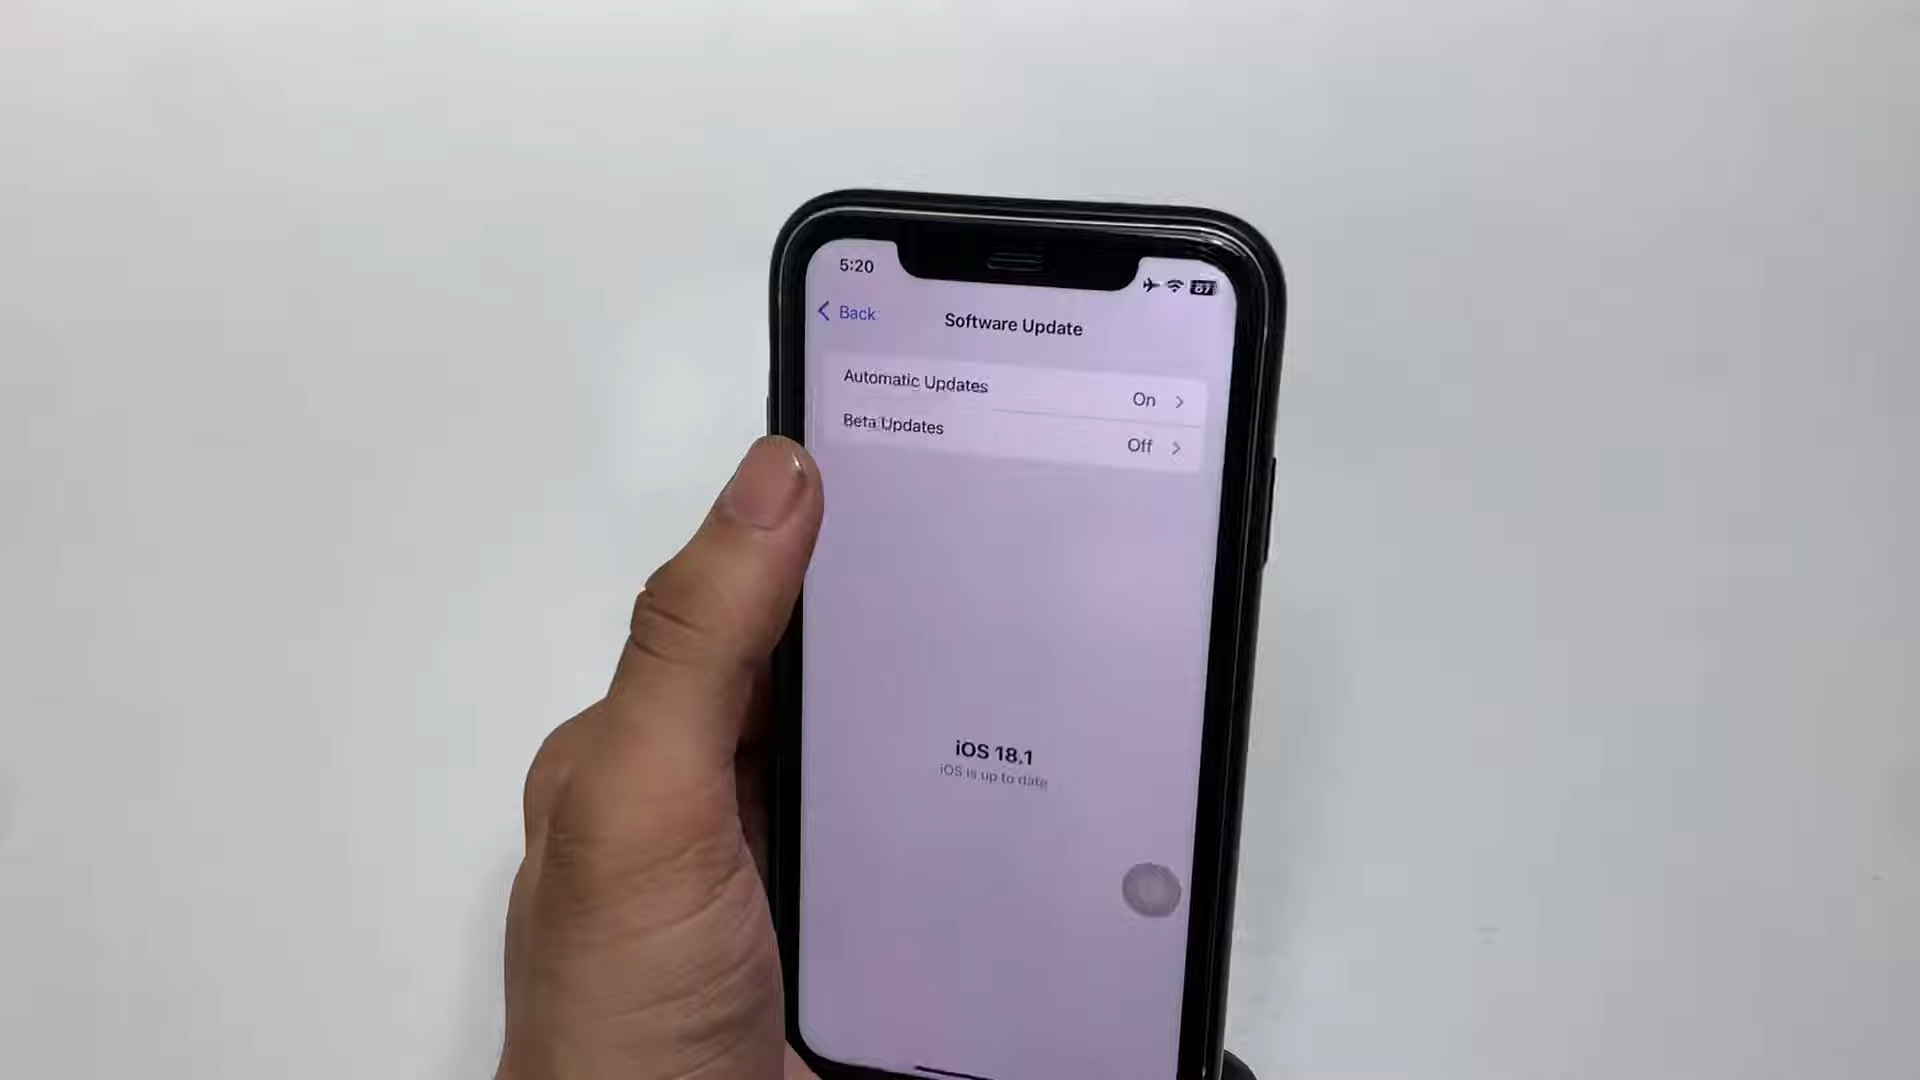 5:20
87
Back
Software Update
Automatic Updates On
Beta Updates Off
iOS 18.1
iOS is up to date